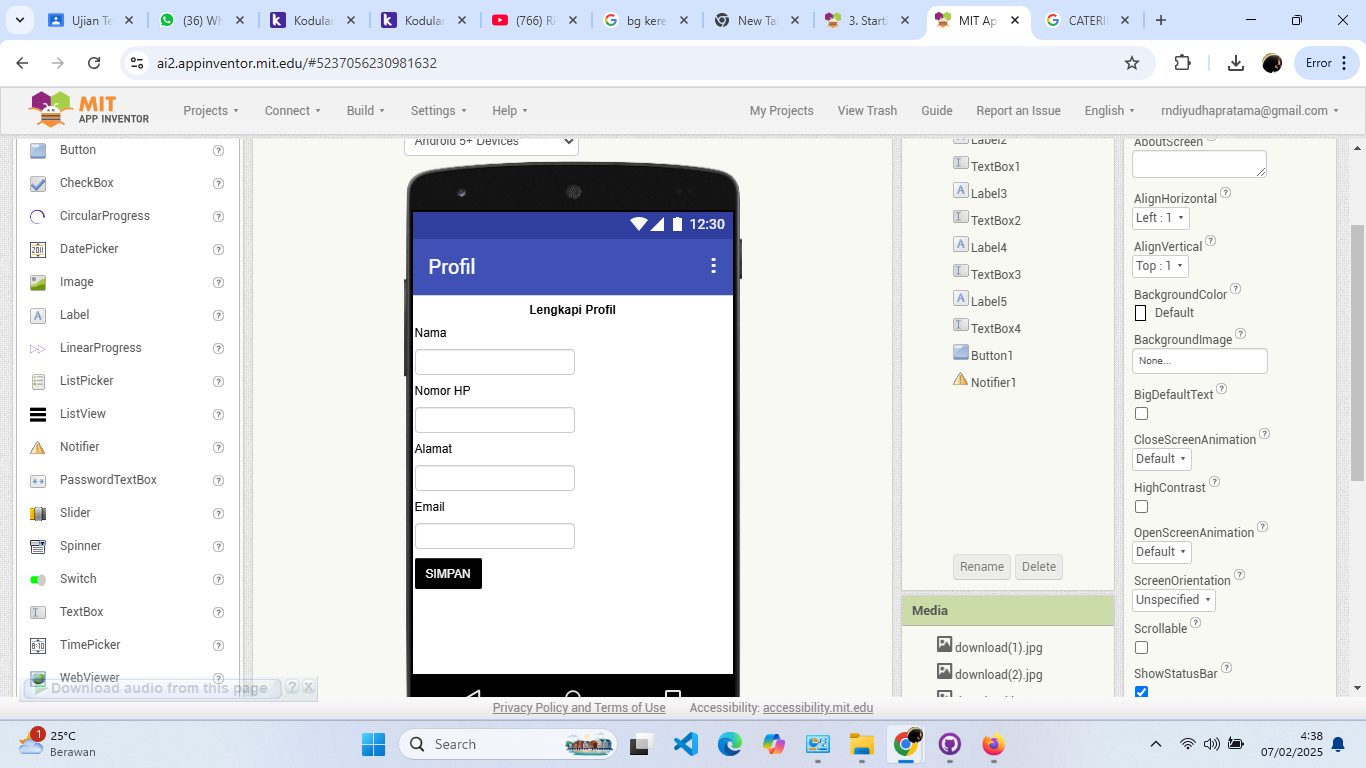 Ujian Te
(36) Wh
Kodular
Kodular
(766) Ri
bg kere
New Tal
3. Starti
MIT Ap
CATERI
ai2.appinventor.mit.edu/#5237056230981632
Error
MIT
APP INVENTOR
Projects
Connect
Build
Settings
Help
My Projects
View Trash
Guide
Report an Issue
English
rndiyudhapratama@gmail.com
Button
CheckBox
CircularProgress
DatePicker
Image
Label
LinearProgress
ListPicker
ListView
Notifier
PasswordTextBox
Slider
Spinner
Switch
TextBox
TimePicker
WebViewer
Download audio from this page
Android 5+ Devices
12:30
Profil
Lengkapi Profil
Nama
Nomor HP
Alamat
Email
SIMPAN
Label2
TextBox1
Label3
TextBox2
Label4
TextBox3
Label5
TextBox4
Button1
Notifier1
Rename
Delete
Media
download(1).jpg
download(2).jpg
AboutScreen
AlignHorizontal
Left : 1
AlignVertical
Top : 1
BackgroundColor
Default
BackgroundImage
None...
BigDefaultText
CloseScreenAnimation
Default
HighContrast
OpenScreenAnimation
Default
ScreenOrientation
Unspecified
Scrollable
ShowStatusBar
Privacy Policy and Terms of Use
Accessibility: accessibility.mit.edu
1
25°C
Berawan
Search
4:38
07/02/2025